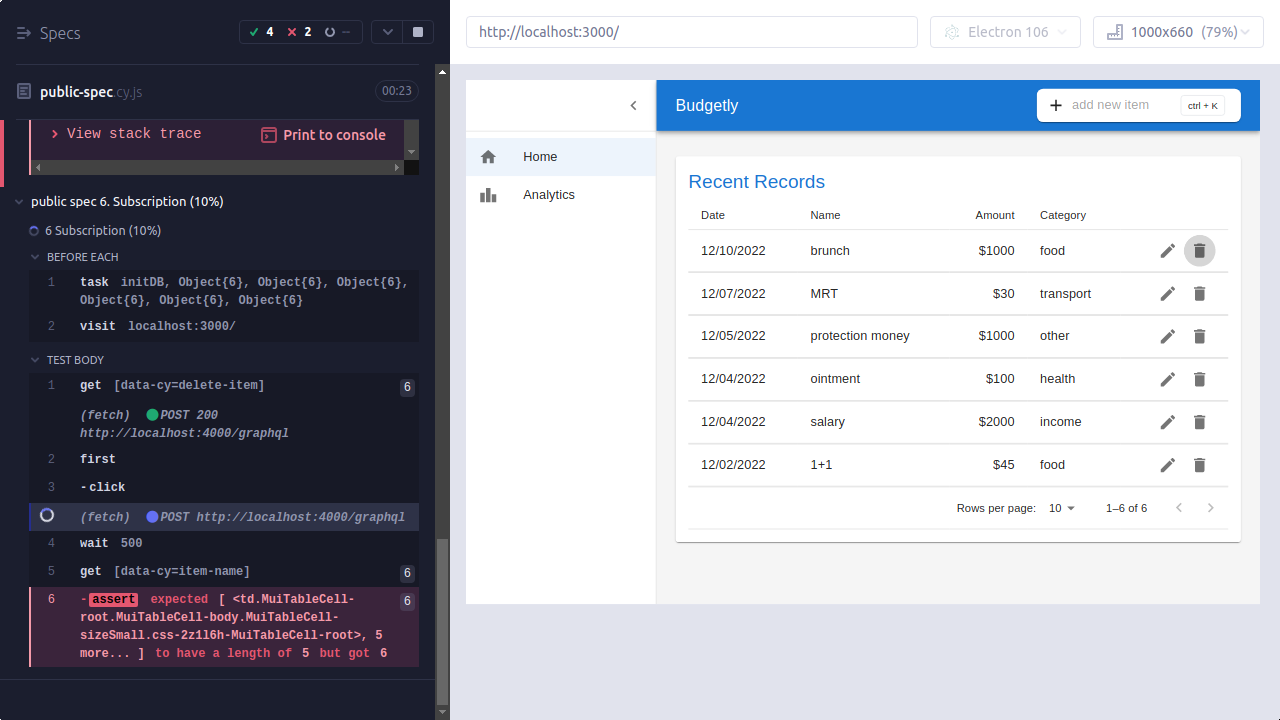 Specs
4
2
--
public-spec.cy.js
00:23
View stack trace
Print to console
public spec 6. Subscription (10%)
6 Subscription (10%)
BEFORE EACH
1 task initDB, Object{6}, Object{6}, Object{6},
Object{6}, Object{6}, Object{6}
2 visit localhost:3000/
TEST BODY
1 get [data-cy=delete-item] 6
(fetch) POST 200
http://localhost:4000/graphql
2 first
3 -click
(fetch) POST http://localhost:4000/graphql
4 wait 500
5 get [data-cy=item-name] 6
6 -assert expected [ <td.MuiTableCell- 6
root.MuiTableCell-body.MuiTableCell-
sizeSmall.css-2z1l6h-MuiTableCell-root>, 5
more... ] to have a length of 5 but got 6
http://localhost:3000/
Electron 106
1000x660 (79%)
Budgetly
add new item
ctrl + K
Home
Analytics
Recent Records
Date Name Amount Category
12/10/2022 brunch $1000 food
12/07/2022 MRT $30 transport
12/05/2022 protection money $1000 other
12/04/2022 ointment $100 health
12/04/2022 salary $2000 income
12/02/2022 1+1 $45 food
Rows per page: 10 1–6 of 6